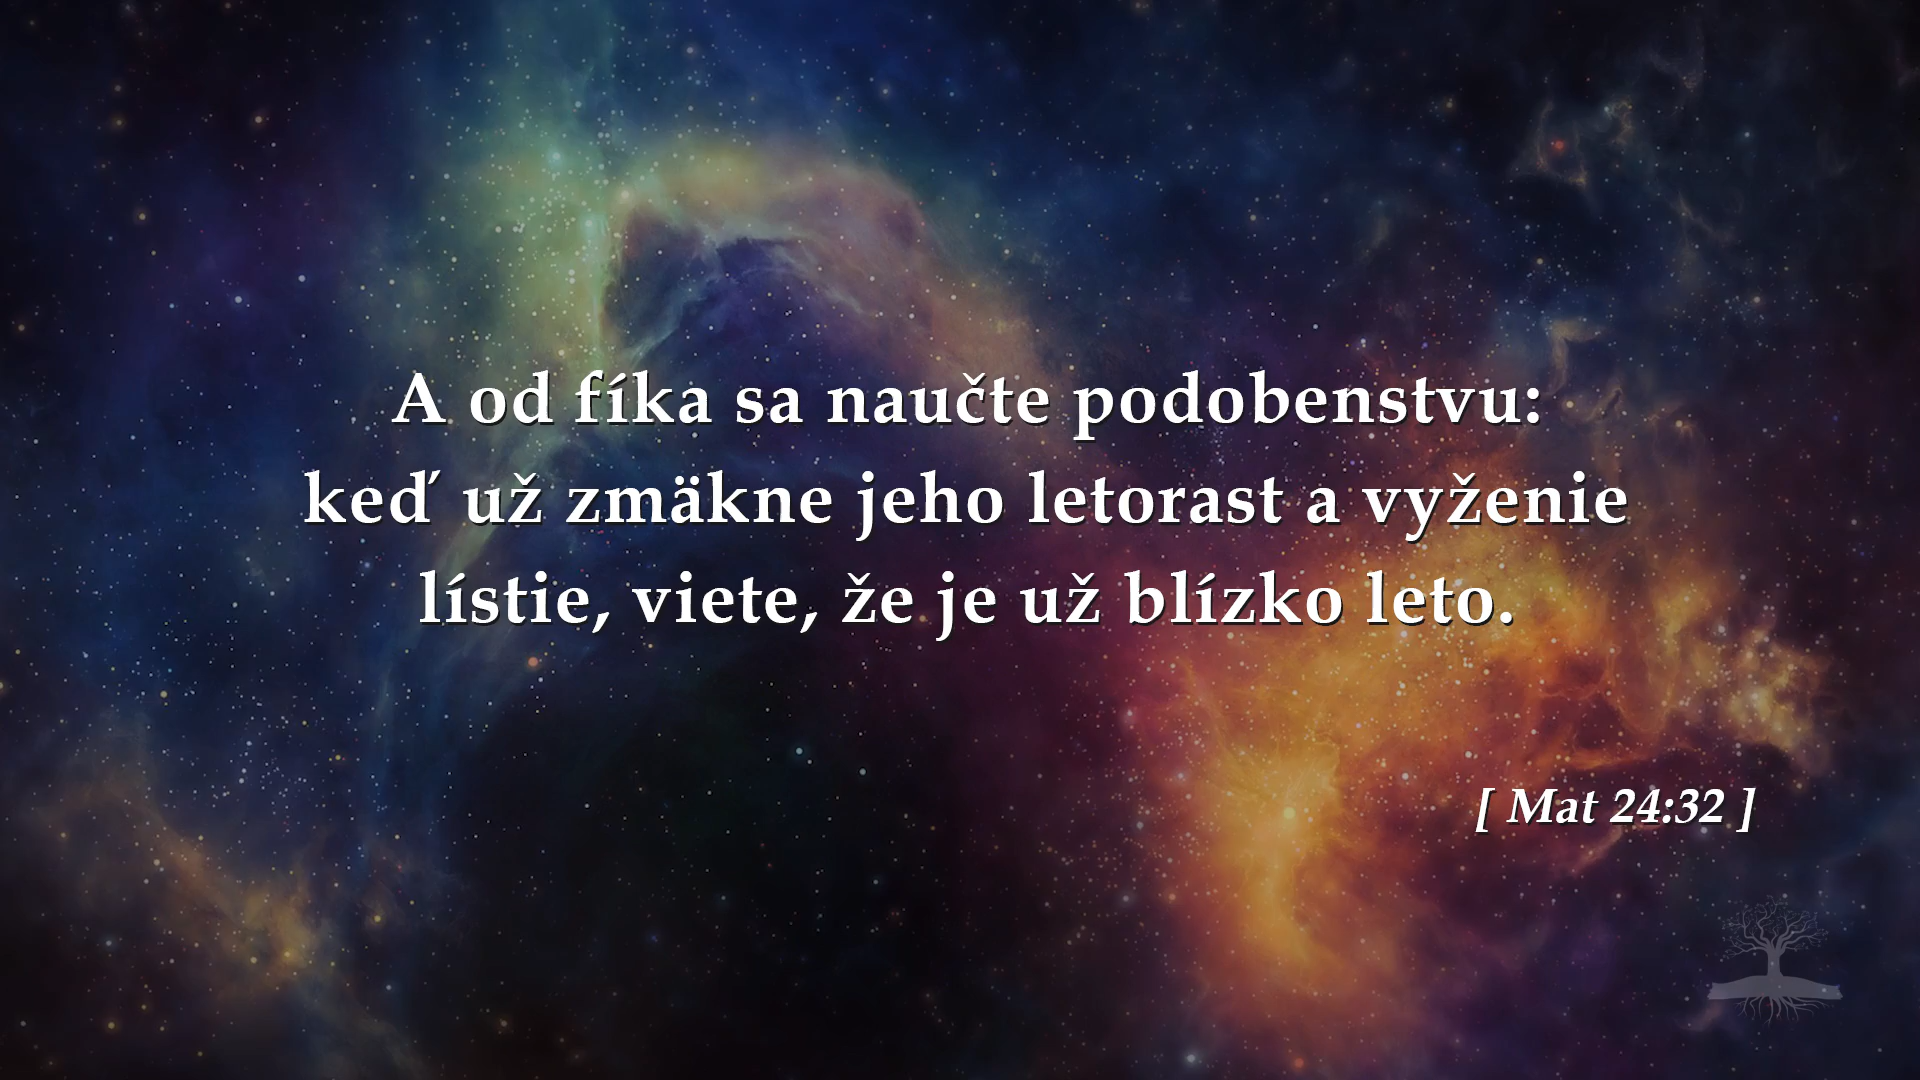 A od fíka sa naučte podobenstvu:
keď už zmäkne jeho letorast a vyženie
lístie, viete, že je už blízko leto.
[ Mat 24:32 ]